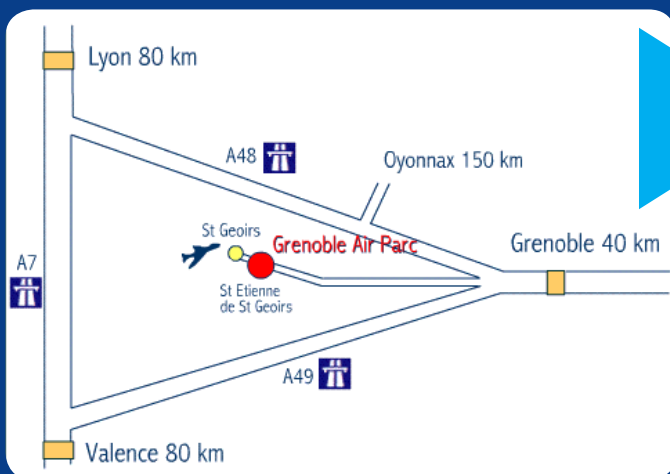 Lyon 80 km
A48
Oyonnax 150 km
St Geoirs
Grenoble Air Parc
Grenoble 40 km
A7
St Etienne
de St Geoirs
A49
Valence 80 km